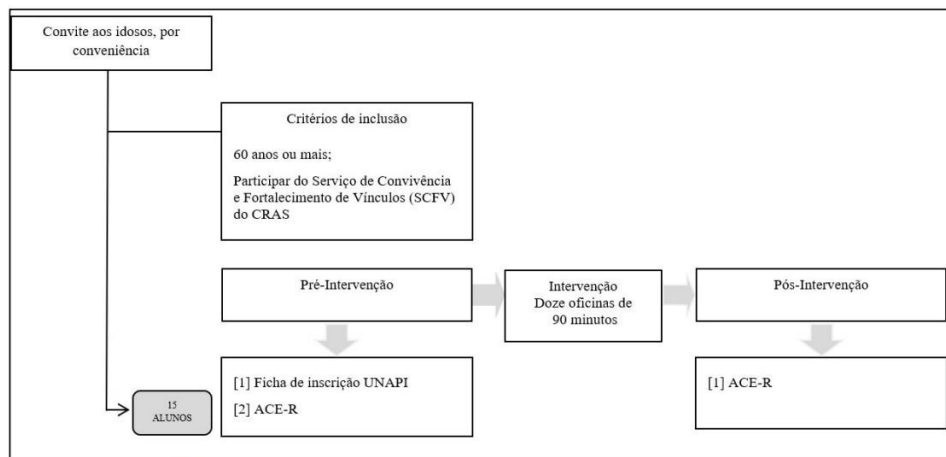 Convite aos idosos, por
conveniência
Critérios de inclusão
60 anos ou mais;
Participar do Serviço de Convivência
e Fortalecimento de Vínculos (SCFV)
do CRAS
Pré-Intervenção
Intervenção
Doze oficinas de
90 minutos
Pós-Intervenção
[1] Ficha de inscrição UNAPI
[2] ACE-R
[1] ACE-R
15
ALUNOS